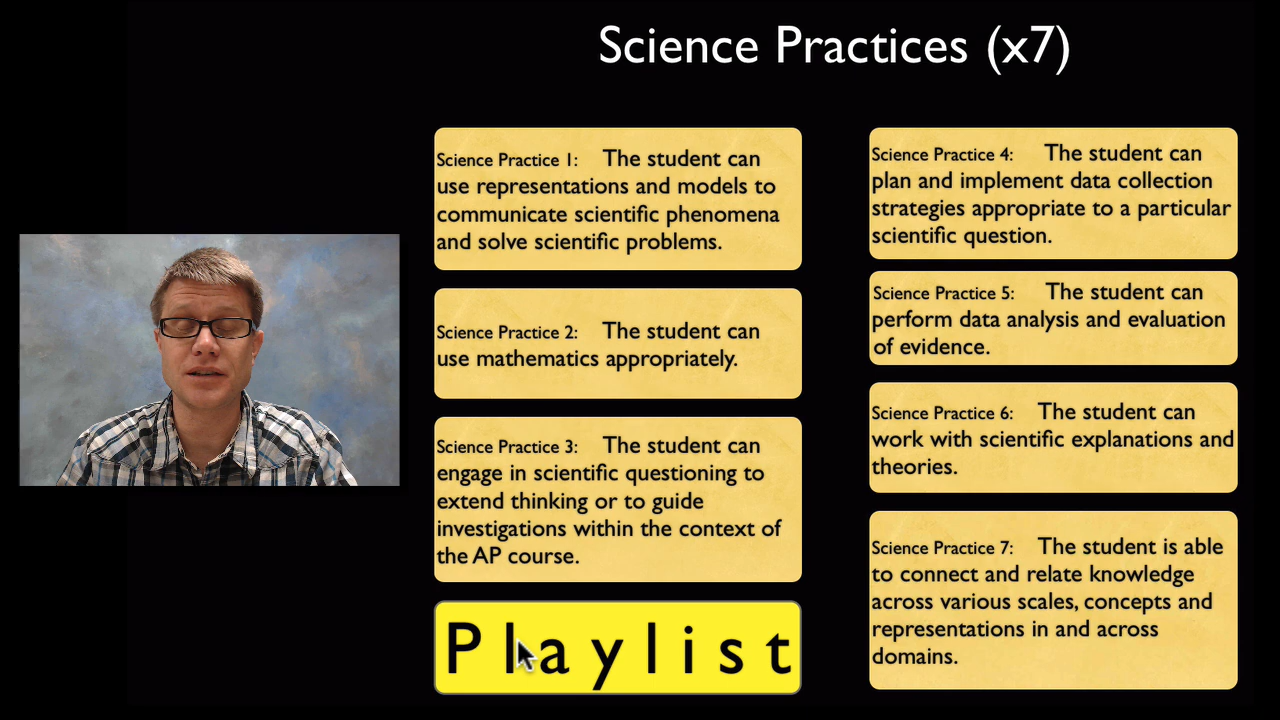 Science Practices (x7)
Science Practice 1: The student can
use representations and models to
communicate scientific phenomena
and solve scientific problems.
Science Practice 2: The student can
use mathematics appropriately.
Science Practice 3: The student can
engage in scientific questioning to
extend thinking or to guide
investigations within the context of
the AP course.
Playlist
Science Practice 4: The student can
plan and implement data collection
strategies appropriate to a particular
scientific question.
Science Practice 5: The student can
perform data analysis and evaluation
of evidence.
Science Practice 6: The student can
work with scientific explanations and
theories.
Science Practice 7: The student is able
to connect and relate knowledge
across various scales, concepts and
representations in and across
domains.